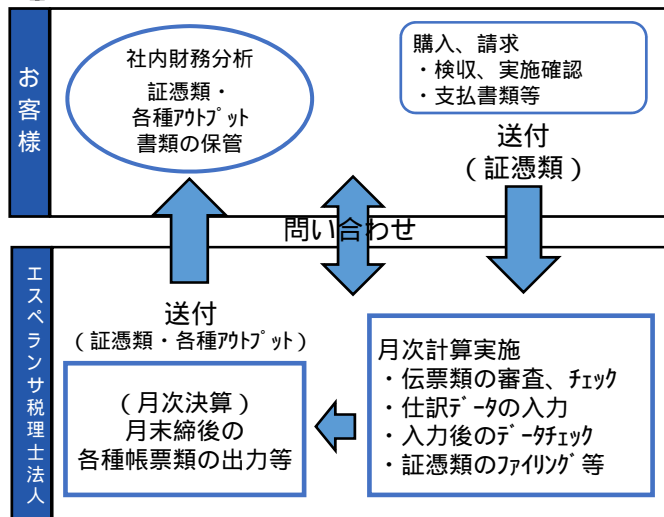 お客様
社内財務分析
証憑類・
各種ｱｳﾄﾌﾟｯﾄ
書類の保管
購入、請求
・検収、実施確認
・支払書類等
送付
(証憑類)
問い合わせ
エスペランサ税理士法人
送付
(証憑類・各種ｱｳﾄﾌﾟｯﾄ)
(月次決算)
月末締後の
各種帳票類の出力等
月次計算実施
・伝票類の審査、ﾁｪｯｸ
・仕訳ﾃﾞｰﾀの入力
・入力後のﾃﾞｰﾀﾁｪｯｸ
・証憑類のﾌｧｲﾘﾝｸﾞ等